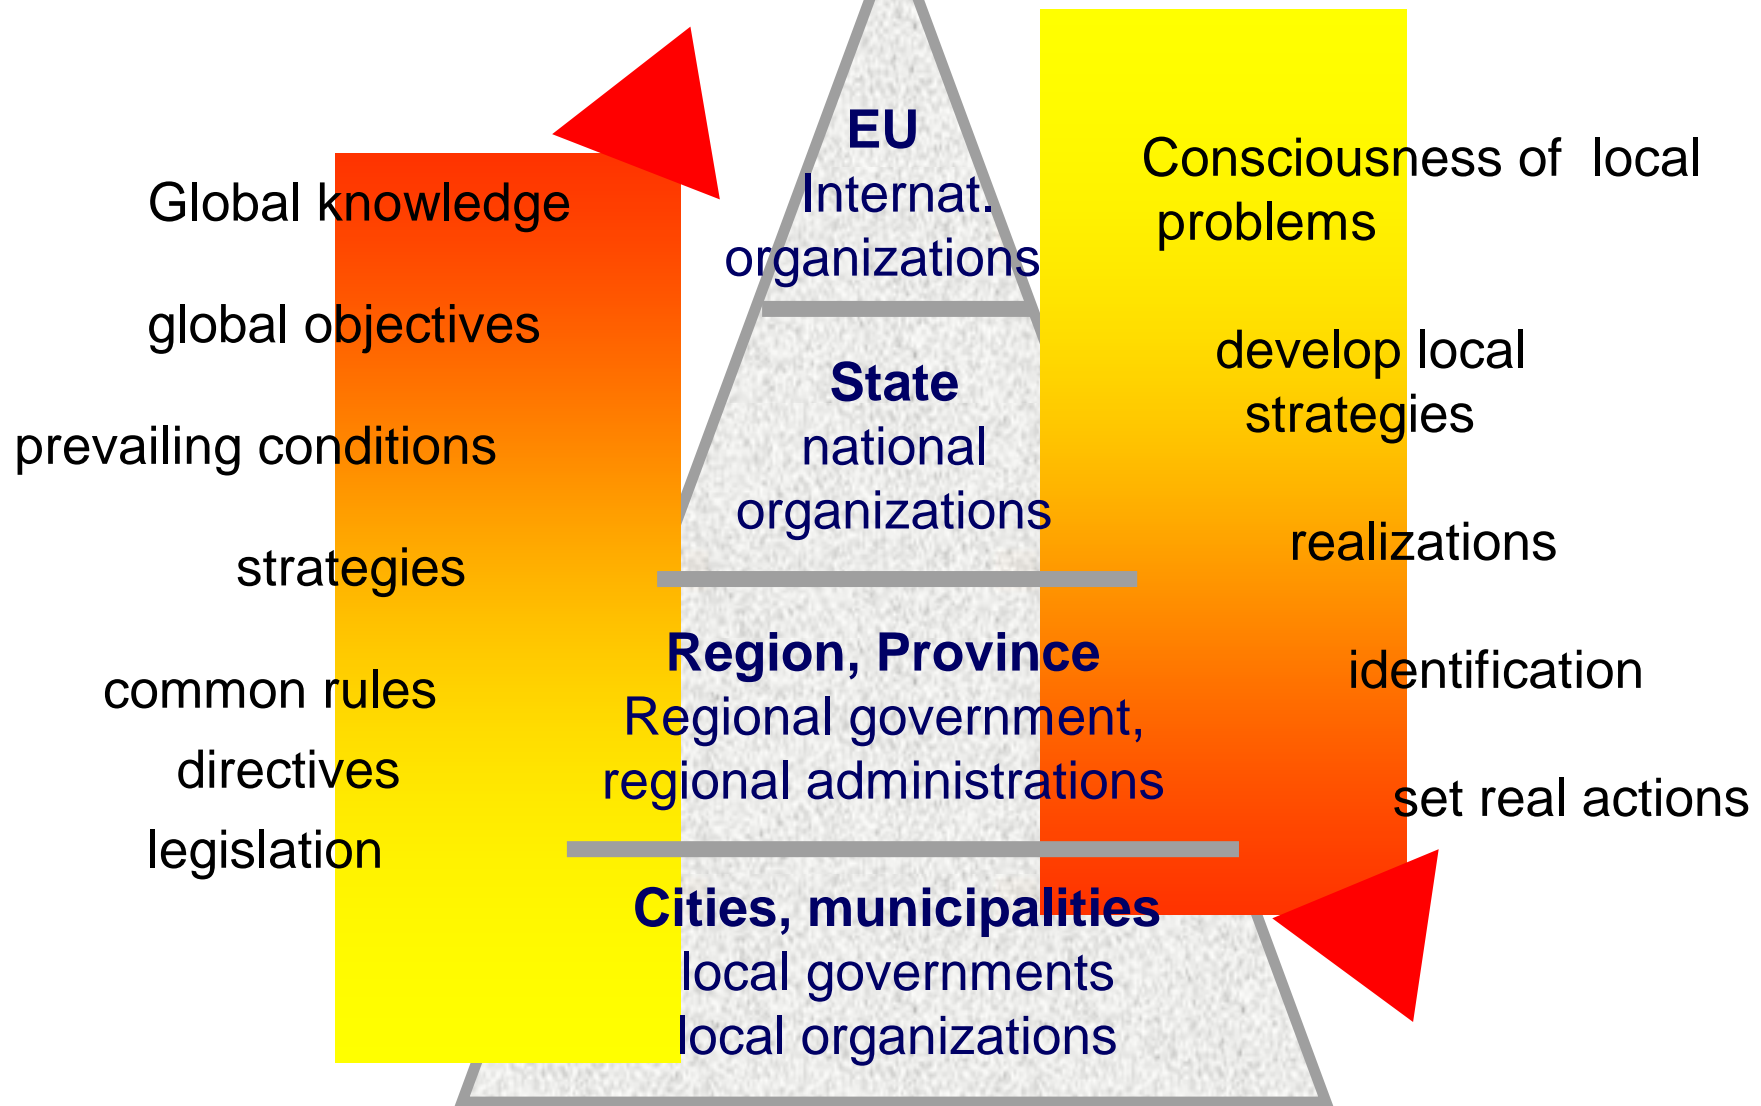 Global knowledge
global objectives
prevailing conditions
strategies
common rules
directives
legislation
EU
Internat.
organizations
State
national
organizations
Region, Province
Regional government,
regional administrations
Cities, municipalities
local governments
local organizations
Consciousness of local
problems
develop local
strategies
realizations
identification
set real actions